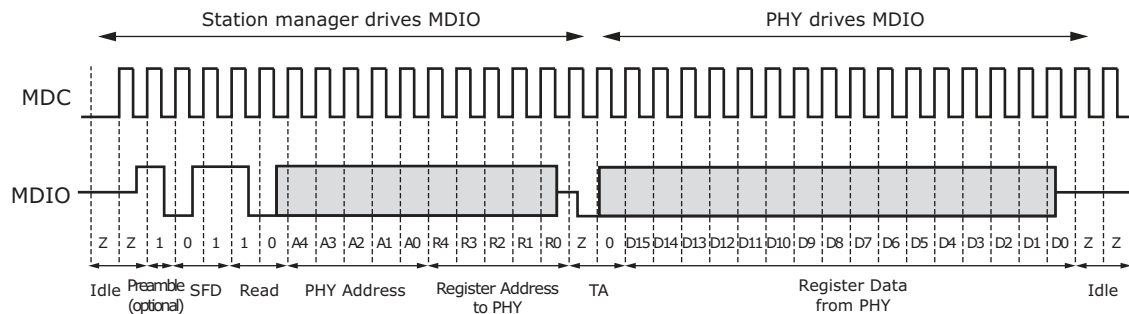 Station manager drives MDIO PHY drives MDIO
MDC
MDIO
Z Z 1 0 1 1 0 A4 A3 A2 A1 A0 R4 R3 R2 R1 R0 Z 0 D15 D14 D13 D12 D11 D10 D9 D8 D7 D6 D5 D4 D3 D2 D1 D0 Z Z
Idle Preamble (optional) SFD Read PHY Address Register Address to PHY TA Register Data from PHY Idle